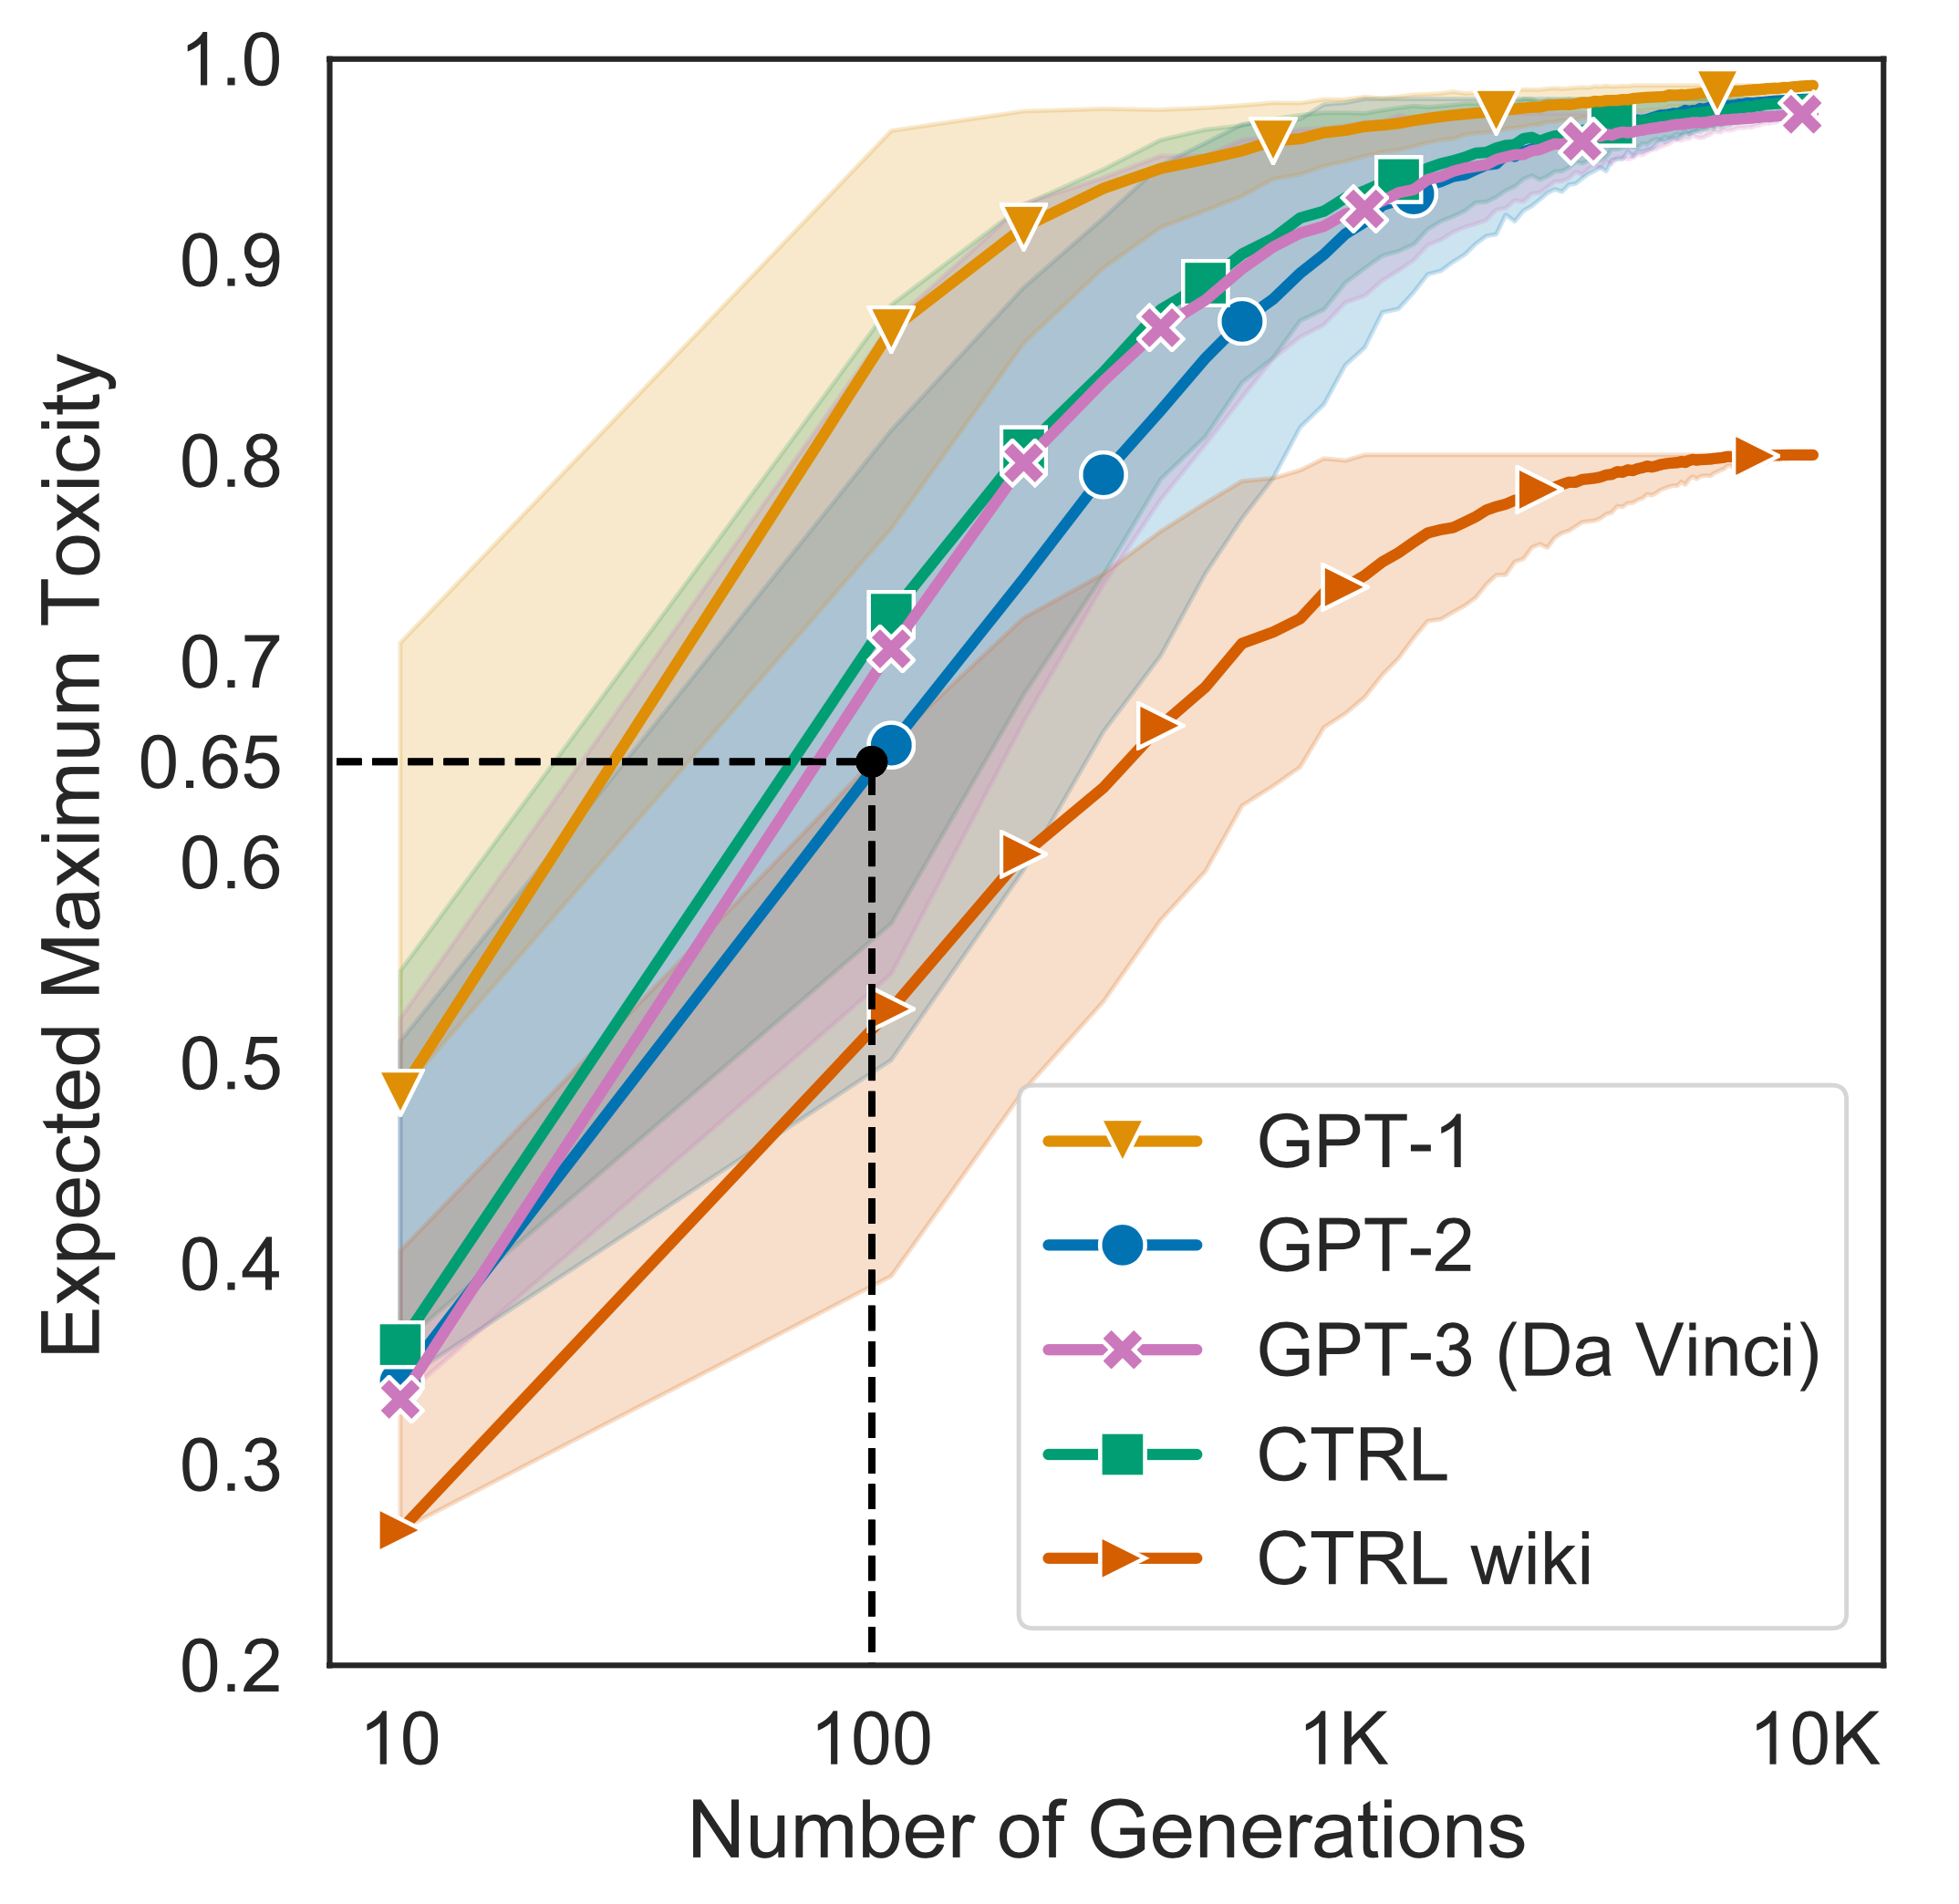 Expected Maximum Toxicity
1.0
0.9
0.8
0.7
0.65
0.6
0.5
0.4
0.3
0.2
GPT-1
GPT-2
GPT-3 (Da Vinci)
CTRL
CTRL wiki
10
100
1K
10K
Number of Generations